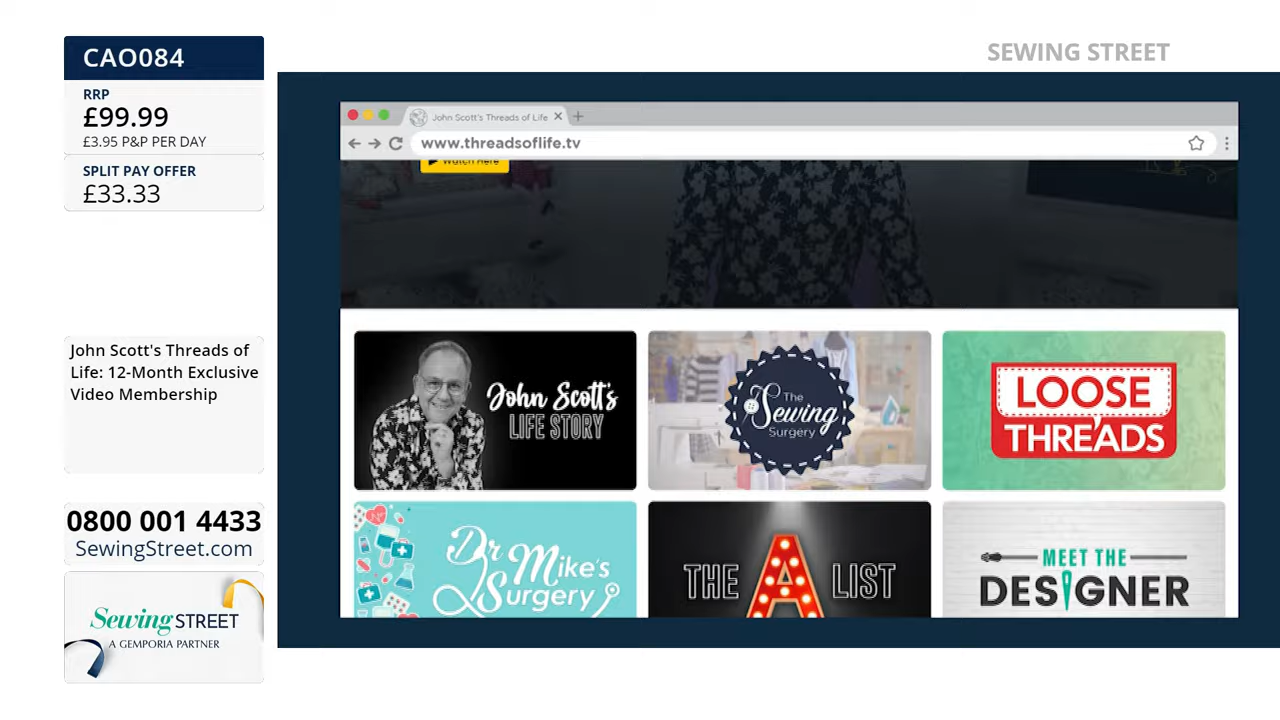 CAO084
RRP
£99.99
£3.95 P&P PER DAY
SPLIT PAY OFFER
£33.33
John Scott's Threads of
Life: 12-Month Exclusive
Video Membership
0800 001 4433
SewingStreet.com
Sewing STREET
A GEMPORIA PARTNER
SEWING STREET
John Scott's Threads of Life
www.threadsoflife.tv
Watch Here
John Scott's
LIFE STORY
The
Sewing
Surgery
LOOSE
THREADS
Dr Mike's
Surgery
THE A LIST
MEET THE
DESIGNER